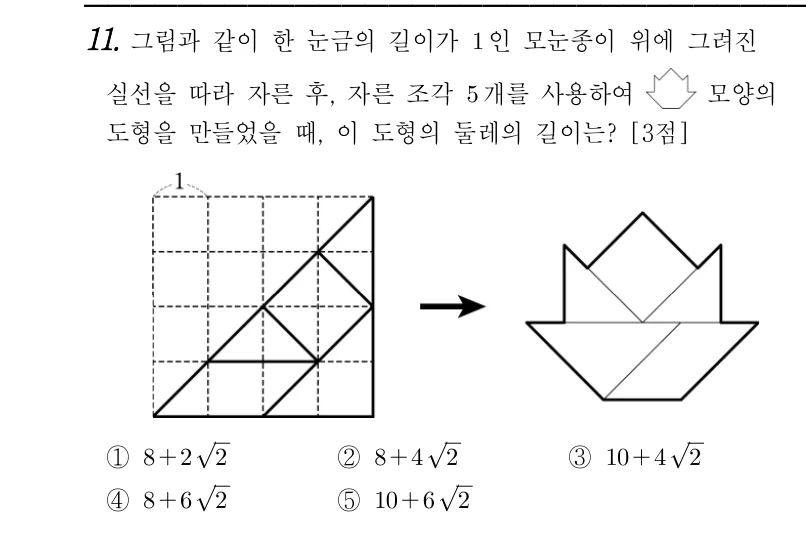 11. 그림과 같이 한 눈금의 길이가 1인 모눈종이 위에 그려진
실선을 따라 자른 후, 자른 조각 5개를 사용하여 모양의
도형을 만들었을 때, 이 도형의 둘레의 길이는? [3점]
1
① 8+2√2 ② 8+4√2 ③ 10+4√2
④ 8+6√2 ⑤ 10+6√2